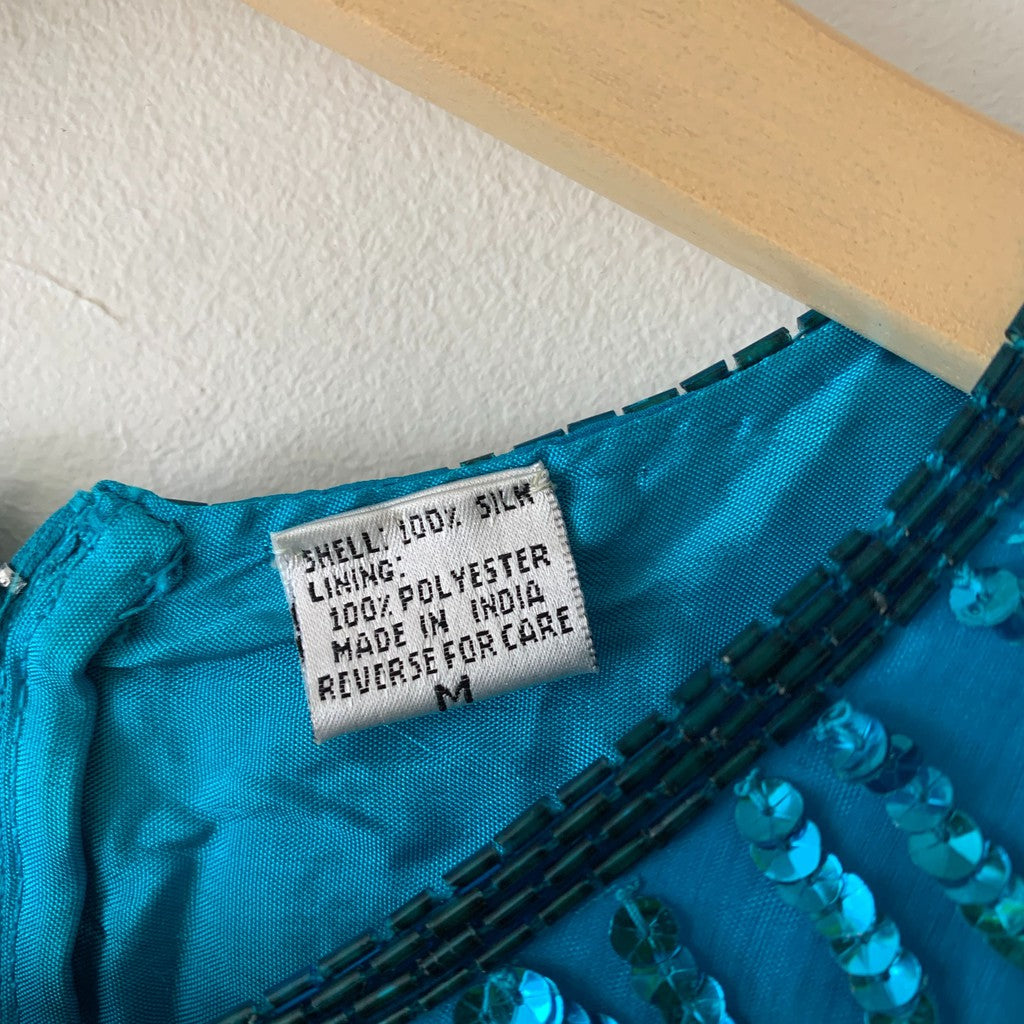 SHELL: 100% SILK
LINING:
100% POLYESTER
MADE IN INDIA
REVERSE FOR CARE
M